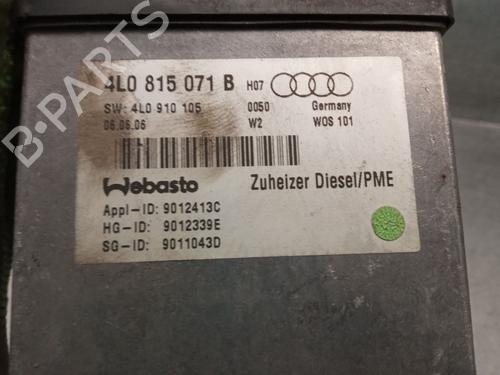 4L0 815 071 B H07
SW: 4L0 910 105 0050 Germany
06.06.06 W2 WOS 101
Webasto Zuheizer Diesel/PME
Appl-ID: 9012413C
HG-ID: 9012339E
SG-ID: 9011043D
B-PARTS